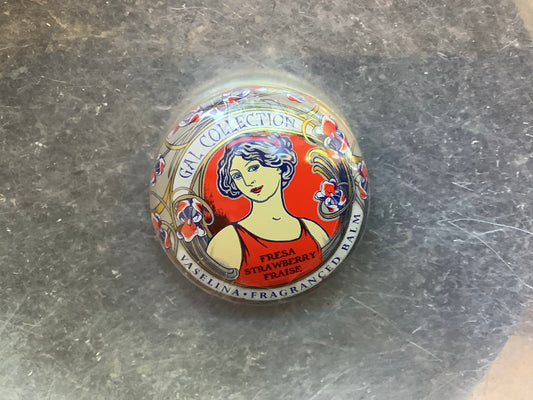 GAL COLLECTION
FRESA
STRAWBERRY
FRAISE
VASELINA • FRAGRANCED BALM